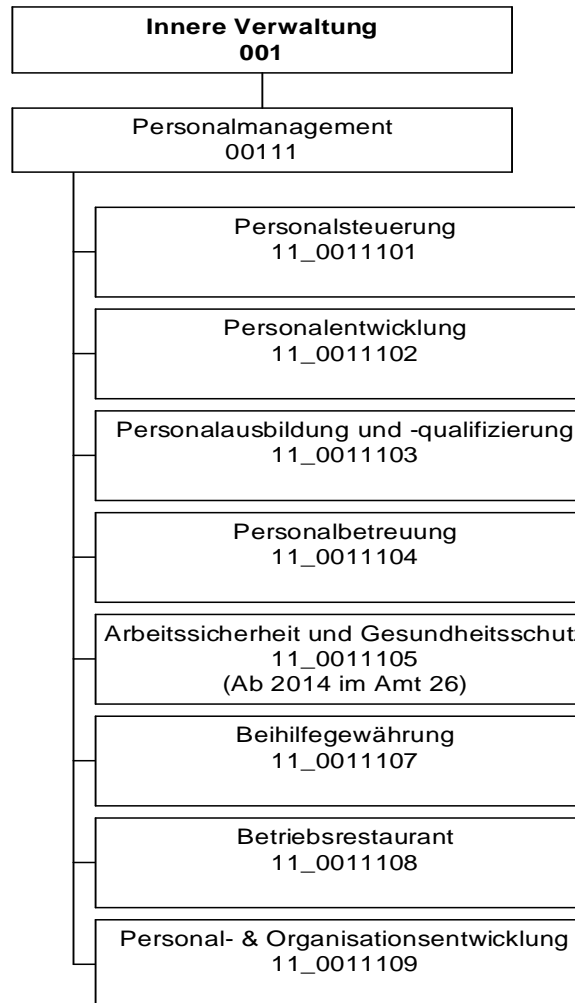 Innere Verwaltung
001
Personalmanagement
00111
Personalsteuerung
11_0011101
Personalentwicklung
11_0011102
Personalausbildung und -qualifizierung
11_0011103
Personalbetreuung
11_0011104
Arbeitssicherheit und Gesundheitsschutz
11_0011105
(Ab 2014 im Amt 26)
Beihilfegewährung
11_0011107
Betriebsrestaurant
11_0011108
Personal- & Organisationsentwicklung
11_0011109